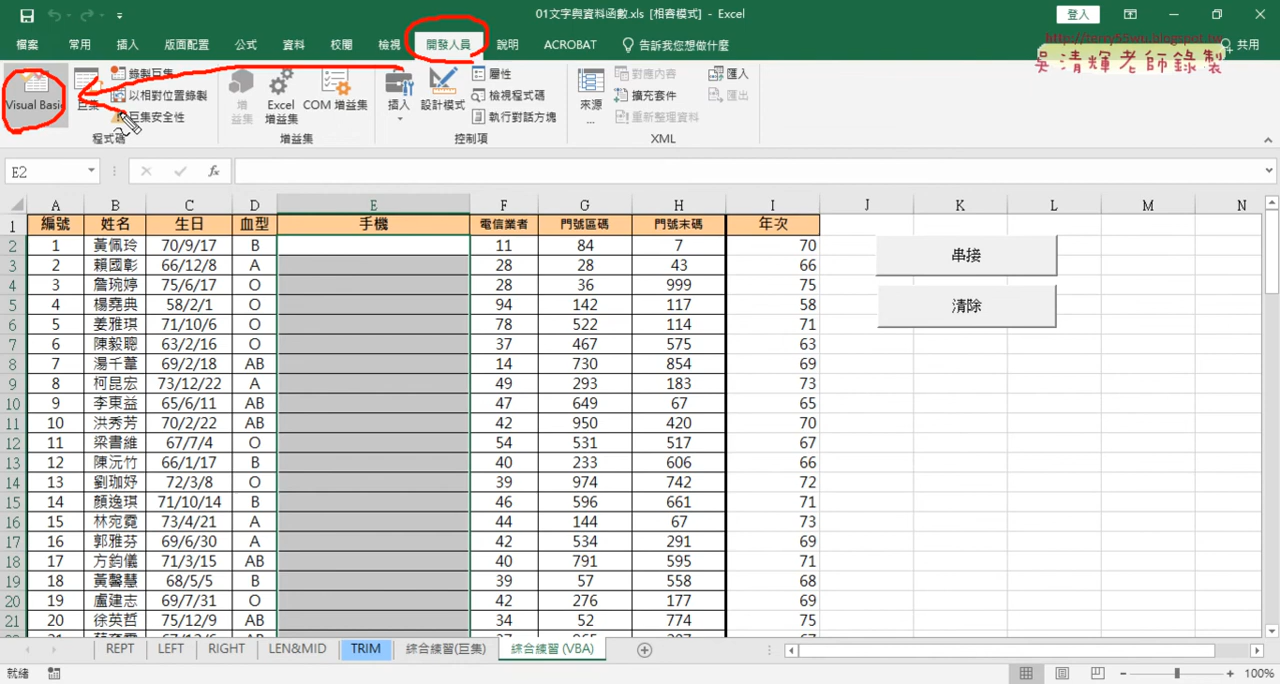 01文字與資料函數.xls [相容模式] - Excel
登入
檔案 常用 插入 版面配置 公式 資料 校閱 檢視 開發人員 說明 ACROBAT 告訴我您想做什麼 共用
http://terry55wu.blogspot.tw
吳清輝老師錄製
Visual Basic 巨集 錄製巨集 以相對位置錄製 巨集安全性
增益集 Excel 增益集 COM 增益集
插入 設計模式 屬性 檢視程式碼 執行對話方塊
來源... 對應內容 擴充套件 重新整理資料 匯入 匯出
程式碼 增益集 控制項 XML
E2 fx
A B C D E F G H I J K L M N
1 編號 姓名 生日 血型 手機 電信業者 門號區碼 門號末碼 年次
2 1 黃佩玲 70/9/17 B 11 84 7 70
3 2 賴國彰 66/12/8 A 28 28 43 66
4 3 詹琬婷 75/6/17 O 28 36 999 75
5 4 楊堯典 58/2/1 O 94 142 117 58
6 5 姜雅琪 71/10/6 O 78 522 114 71
7 6 陳毅聰 63/2/16 O 37 467 575 63
8 7 湯千葦 69/2/18 AB 14 730 854 69
9 8 柯昆宏 73/12/22 A 49 293 183 73
10 9 李東益 65/6/11 AB 47 649 67 65
11 10 洪秀芳 70/2/22 AB 42 950 420 70
12 11 梁書維 67/7/4 O 54 531 517 67
13 12 陳沅竹 66/1/17 B 40 233 606 66
14 13 劉珈妤 72/3/8 O 39 974 742 72
15 14 顏逸琪 71/10/14 B 46 596 661 71
16 15 林宛霓 73/4/21 A 44 144 67 73
17 16 郭雅芬 69/6/30 A 42 534 291 69
18 17 方鈞儀 71/3/15 AB 40 791 595 71
19 18 黃馨慧 68/5/5 B 39 57 558 68
20 19 盧建志 69/7/31 O 42 276 177 69
21 20 徐英哲 75/12/9 AB 34 52 774 75
串接
清除
REPT LEFT RIGHT LEN&MID TRIM 綜合練習(巨集) 綜合練習 (VBA)
就緒 100%